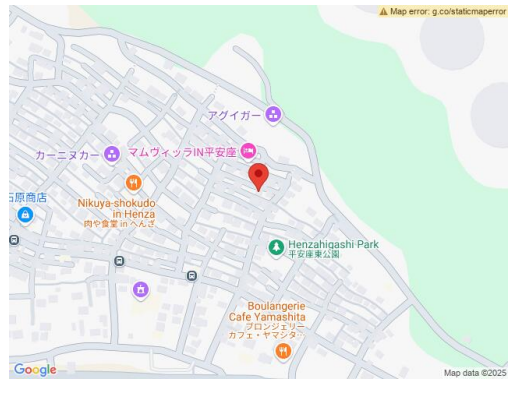 Map error: g.co/staticmaperror
アグイガー
カーニヌカー
マムヴィッラIN平安座
石原商店
Nikuya-shokudo
in Henza
肉や食堂 in へんざ
Henzahigashi Park
平安座東公園
Boulangerie
Cafe Yamashita
ブロンジェリー
カフェ・ヤマシタ
Google
Map data ©2025